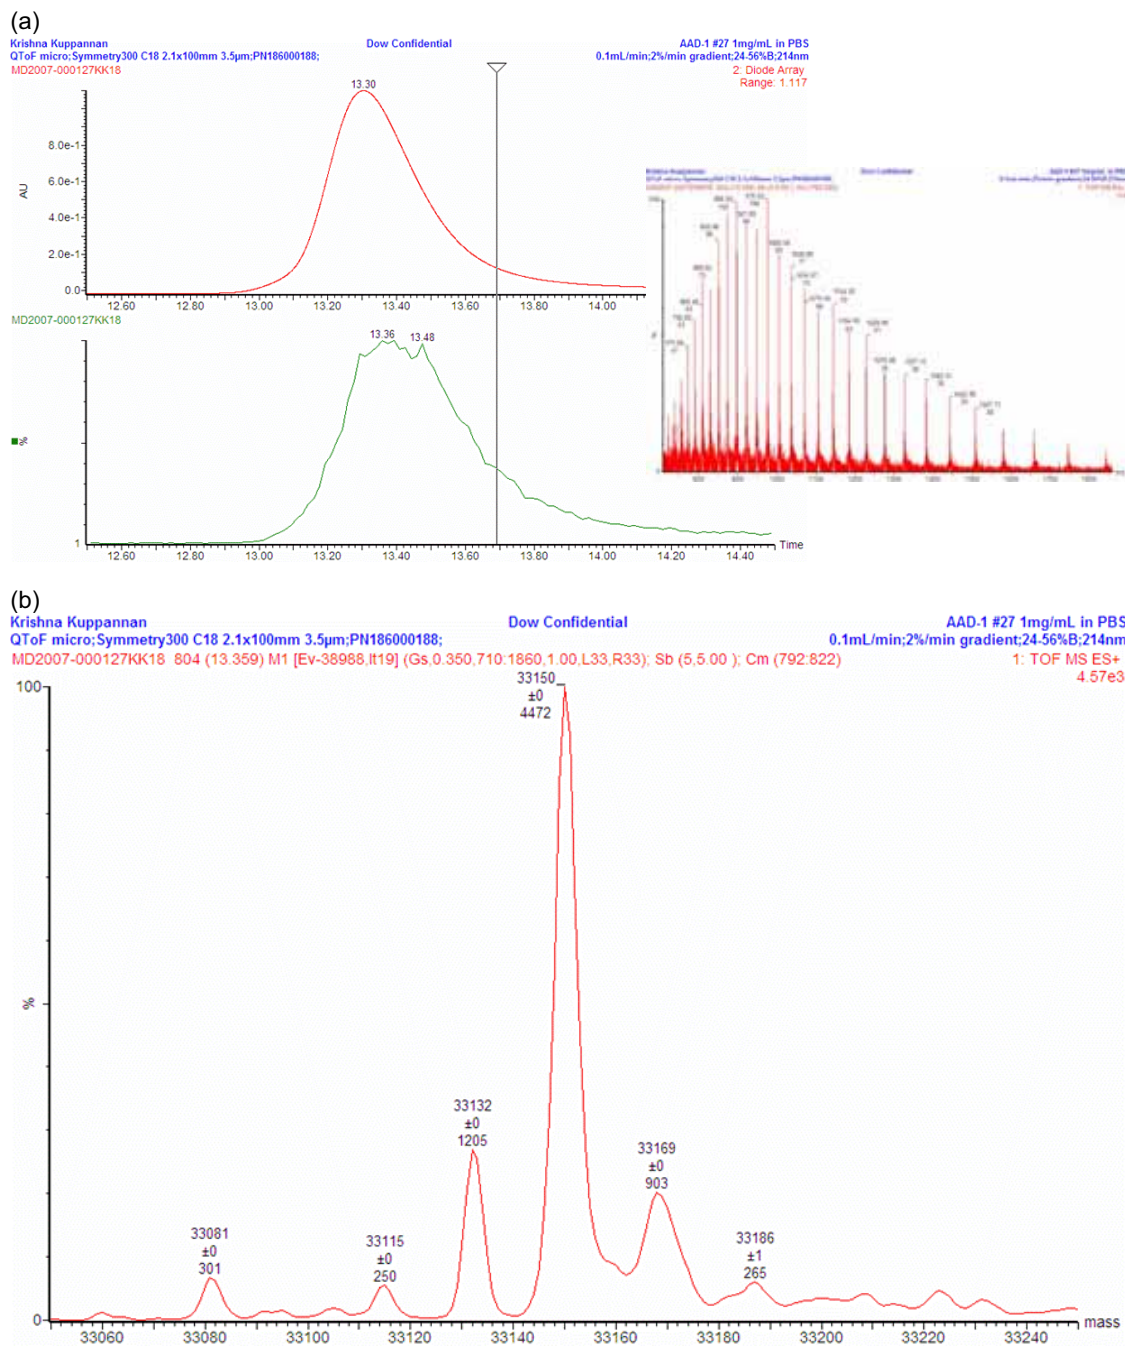 (a)
Krishna Kuppannan Dow Confidential AAD-1 #27 1mg/mL in PBS
QToF micro;Symmetry300 C18 2.1x100mm 3.5µm;PN186000188; 0.1mL/min;2%/min gradient;24-56%B;214nm
MD2007-000127KK18 2: Diode Array
Range: 1.117
13.30
8.0e-1
6.0e-1
AU
4.0e-1
2.0e-1
0.0
12.60 12.80 13.00 13.20 13.40 13.60 13.80 14.00
MD2007-000127KK18
13.36 13.48
%
1
12.60 12.80 13.00 13.20 13.40 13.60 13.80 14.00 14.20 14.40 Time
Krishna Kuppannan Dow Confidential
(b)
Krishna Kuppannan Dow Confidential AAD-1 #27 1mg/mL in PBS
QToF micro;Symmetry300 C18 2.1x100mm 3.5µm;PN186000188; 0.1mL/min;2%/min gradient;24-56%B;214nm
MD2007-000127KK18 804 (13.359) M1 [Ev-38988,It19] (Gs,0.350,710:1860,1.00,L33,R33); Sb (5,5.00 ); Cm (792:822) 1: TOF MS ES+
4.57e3
100
33150
±0
4472
%
33132
±0
1205
33169
±0
903
33081
±0
301
33115
±0
250
33186
±1
265
0
33060 33080 33100 33120 33140 33160 33180 33200 33220 33240 mass